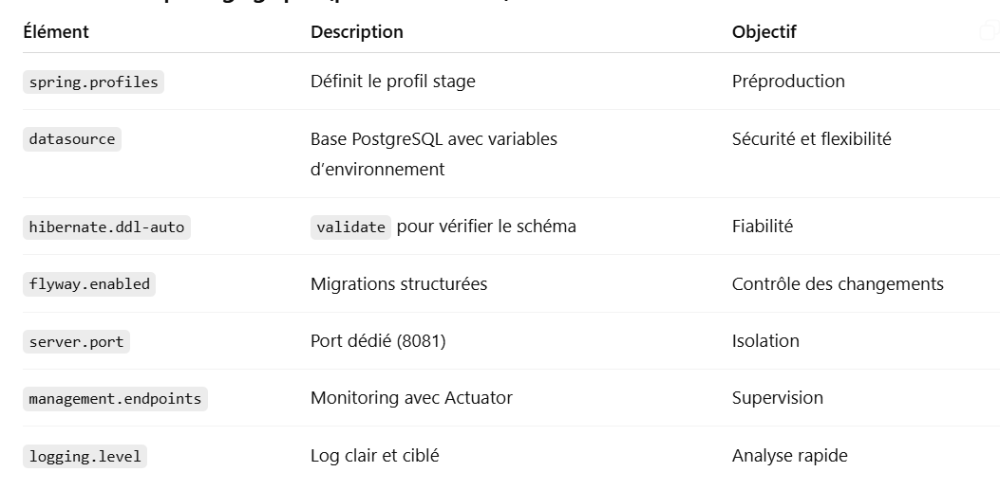 Élément Description Objectif
spring.profiles Définit le profil stage Préproduction
datasource Base PostgreSQL avec variables Sécurité et flexibilité
d’environnement
hibernate.ddl-auto validate pour vérifier le schéma Fiabilité
flyway.enabled Migrations structurées Contrôle des changements
server.port Port dédié (8081) Isolation
management.endpoints Monitoring avec Actuator Supervision
logging.level Log clair et ciblé Analyse rapide